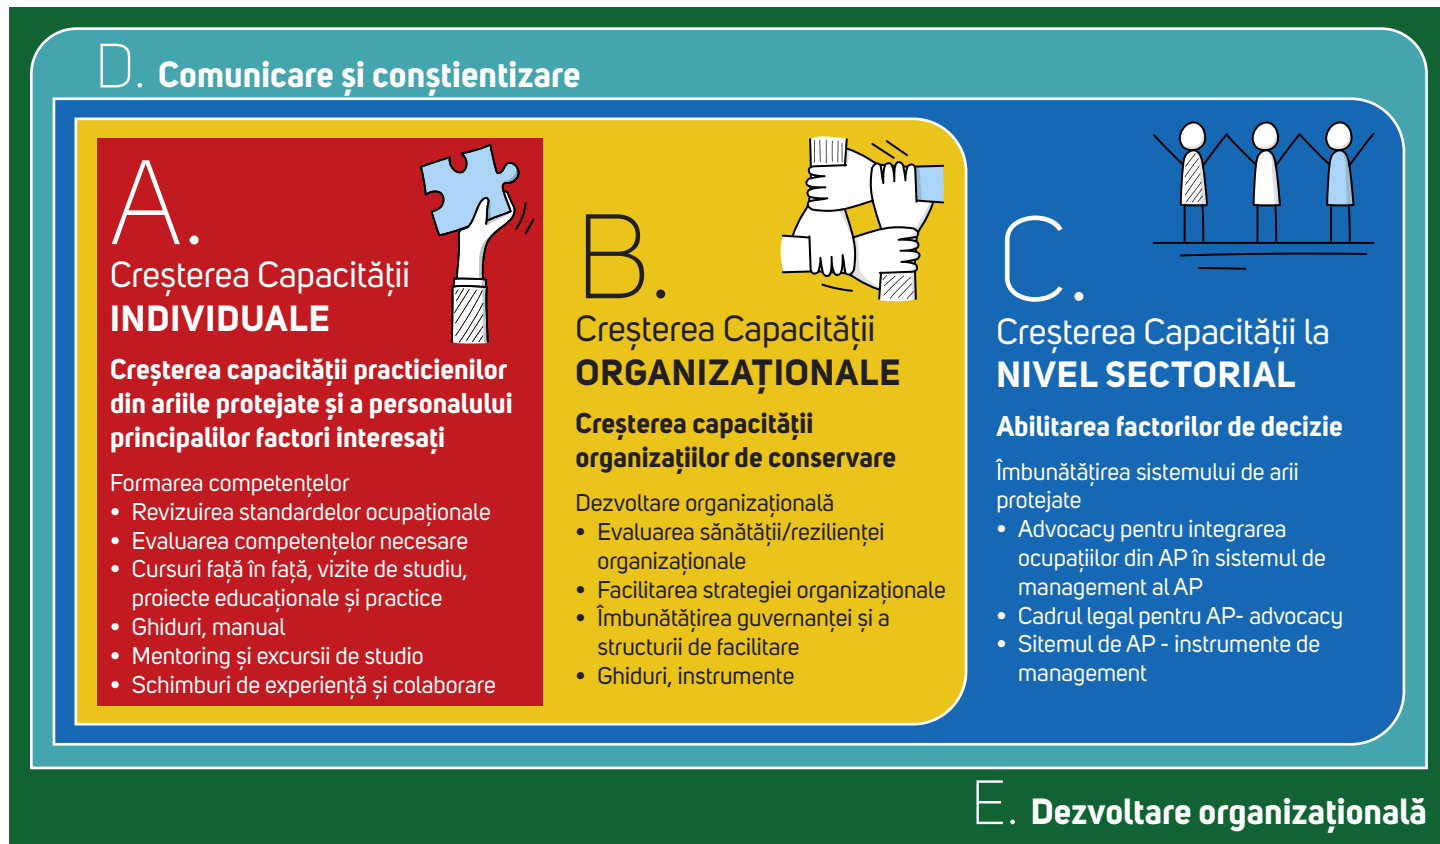 D. Comunicare și conștientizare
A.
Creșterea Capacității
INDIVIDUALE
Creșterea capacității practicienilor
din ariile protejate și a personalului
principalilor factori interesați
Formarea competențelor
• Revizuirea standardelor ocupaționale
• Evaluarea competențelor necesare
• Cursuri față în față, vizite de studiu,
proiecte educaționale și practice
• Ghiduri, manual
• Mentoring și excursii de studio
• Schimburi de experiență și colaborare
B.
Creșterea Capacității
ORGANIZAȚIONALE
Creșterea capacității
organizațiilor de conservare
Dezvoltare organizațională
• Evaluarea sănătății/rezilienței
organizaționale
• Facilitarea strategiei organizaționale
• Îmbunătățirea guvernanței și a
structurii de facilitare
• Ghiduri, instrumente
C.
Creșterea Capacității la
NIVEL SECTORIAL
Abilitarea factorilor de decizie
Îmbunătățirea sistemului de arii
protejate
• Advocacy pentru integrarea
ocupațiilor din AP în sistemul de
management al AP
• Cadrul legal pentru AP- advocacy
• Sitemul de AP - instrumente de
management
E. Dezvoltare organizațională